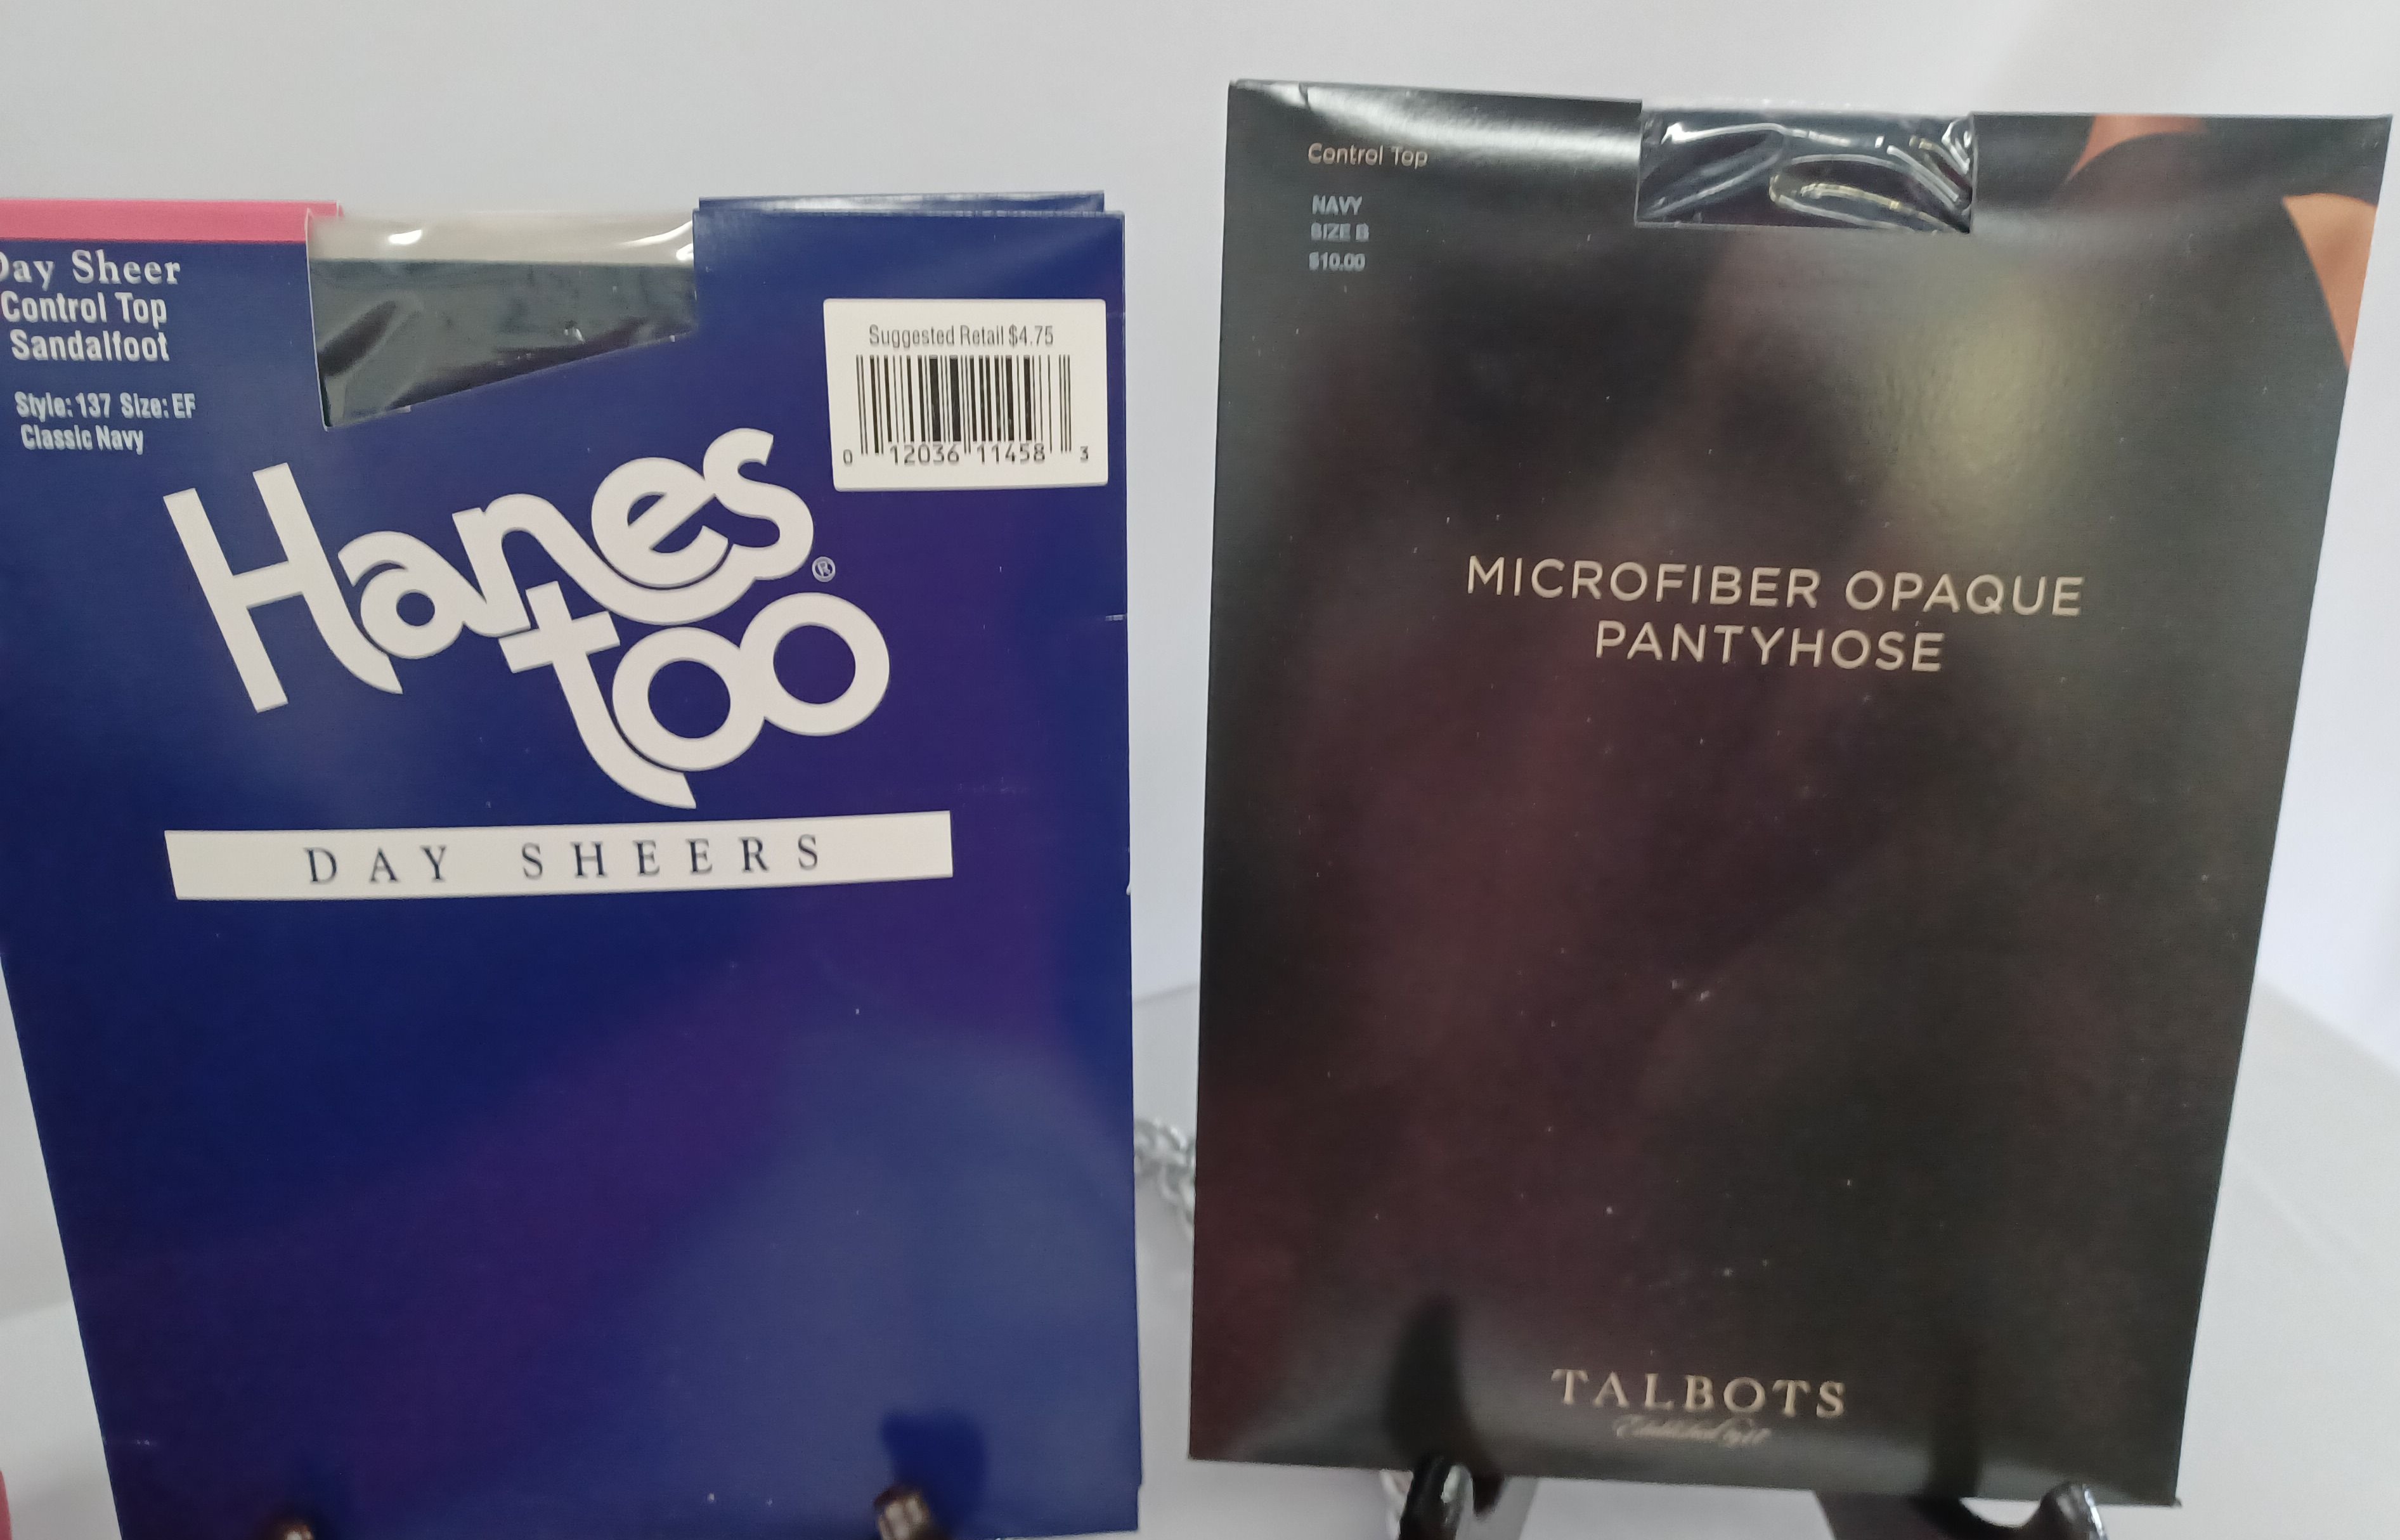 Day Sheer
Control Top
Sandalfoot
Style: 137 Size: EF
Classic Navy
Suggested Retail $4.75
0 12036 11458 3
Hanes
too
®
DAY SHEERS
Control Top
NAVY
SIZE B
$10.00
MICROFIBER OPAQUE
PANTYHOSE
TALBOTS